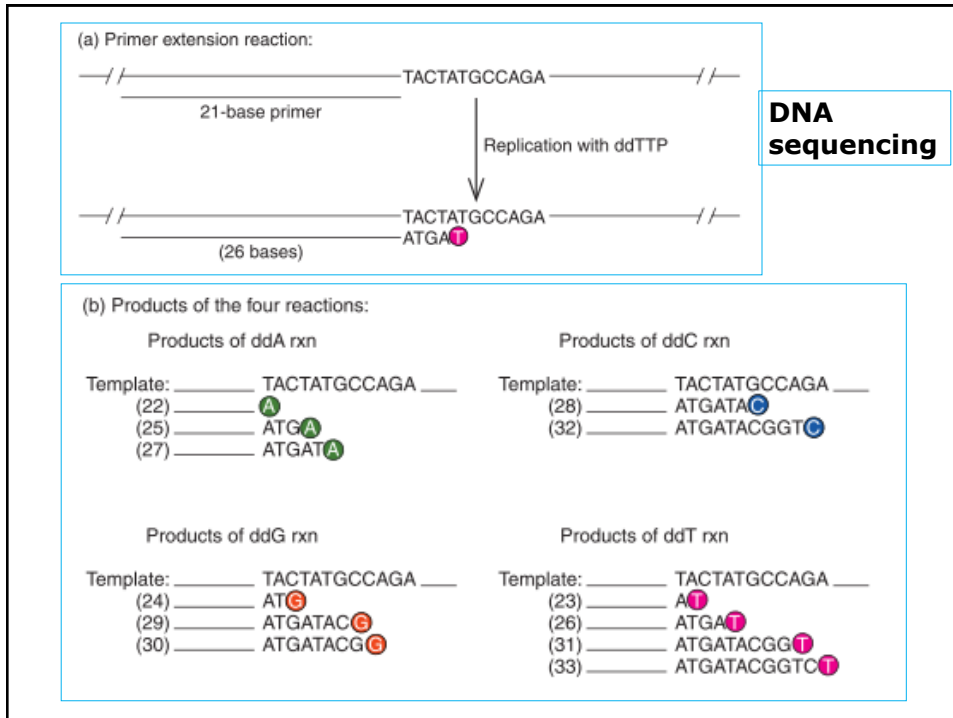 (a) Primer extension reaction:
TACTATGCCAGA
21-base primer
Replication with ddTTP
TACTATGCCAGA
ATGAT
(26 bases)
DNA
sequencing
(b) Products of the four reactions:
Products of ddA rxn
Template: TACTATGCCAGA
(22) A
(25) ATGA
(27) ATGATA
Products of ddC rxn
Template: TACTATGCCAGA
(28) ATGATAC
(32) ATGATACGGTC
Products of ddG rxn
Template: TACTATGCCAGA
(24) ATG
(29) ATGATACG
(30) ATGATACGG
Products of ddT rxn
Template: TACTATGCCAGA
(23) AT
(26) ATGAT
(31) ATGATACGGT
(33) ATGATACGGTCT